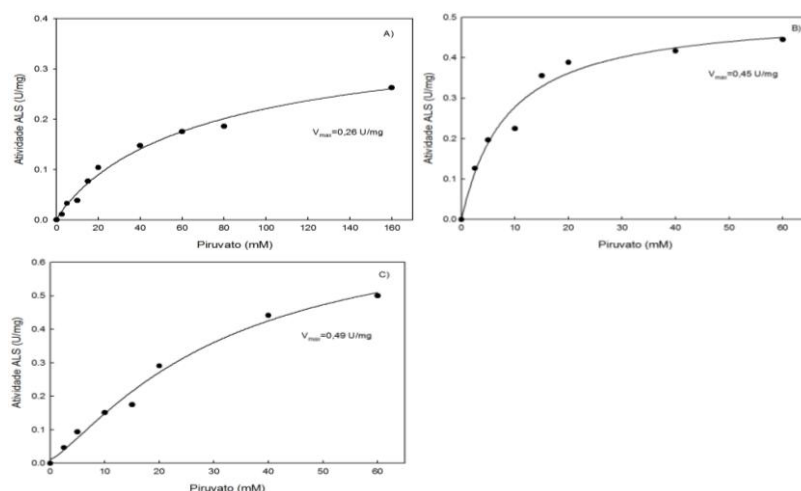 0.4
A)
0.3
0.2
V_max=0,26 U/mg
0.1
0.0
0 20 40 60 80 100 120 140 160
Piruvato (mM)
Atividade ALS (U/mg)
0.5
B)
0.4
0.3
V_max=0,45 U/mg
0.2
0.1
0.0
0 10 20 30 40 50 60
Piruvato (mM)
Atividade ALS (U/mg)
0.6
C)
0.5
0.4
V_max=0,49 U/mg
0.3
0.2
0.1
0.0
0 10 20 30 40 50 60
Piruvato (mM)
Atividade ALS (U/mg)